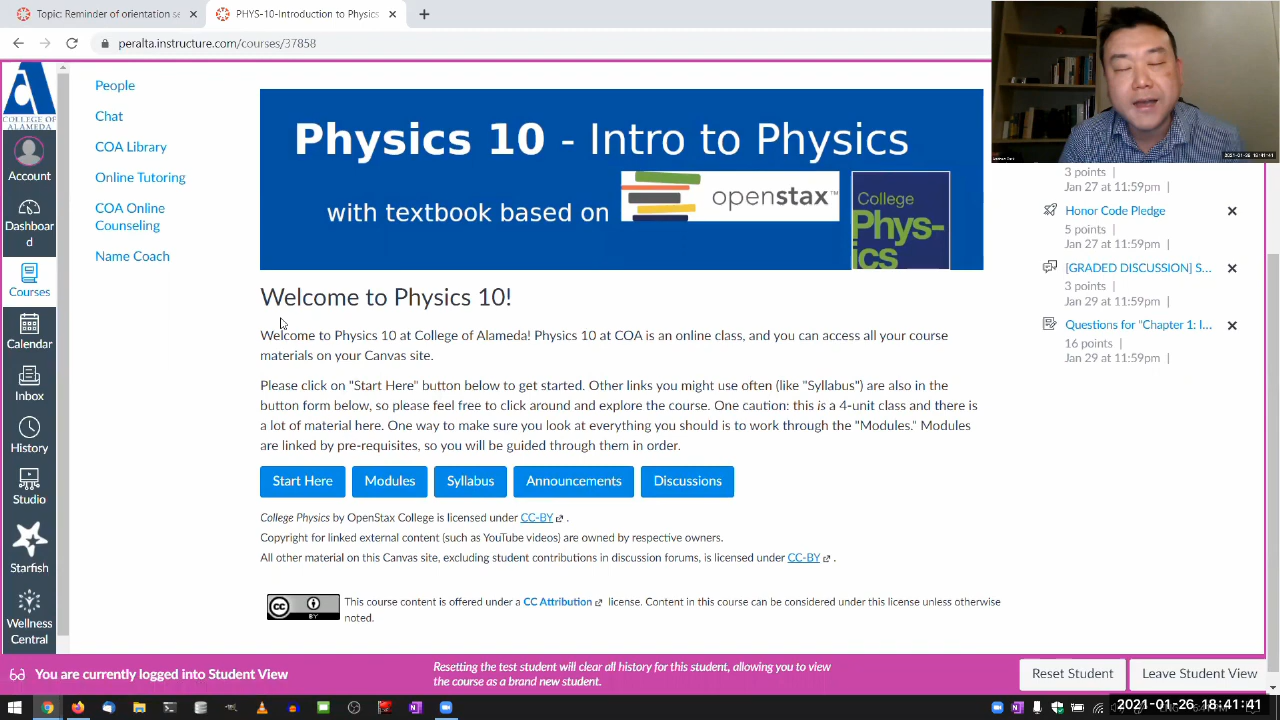 Topic: Reminder of orientation se
PHYS-10-Introduction to Physics
peralta.instructure.com/courses/37858
COLLEGE OF
ALAMEDA
Account
Dashboar
d
Courses
Calendar
Inbox
History
Studio
Starfish
Wellness
Central
People
Chat
COA Library
Online Tutoring
COA Online
Counseling
Name Coach
Physics 10 - Intro to Physics
with textbook based on
openstax™
College
Phys-
ics
Welcome to Physics 10!
Welcome to Physics 10 at College of Alameda! Physics 10 at COA is an online class, and you can access all your course
materials on your Canvas site.
Please click on "Start Here" button below to get started. Other links you might use often (like "Syllabus") are also in the
button form below, so please feel free to click around and explore the course. One caution: this is a 4-unit class and there is
a lot of material here. One way to make sure you look at everything you should is to work through the "Modules." Modules
are linked by pre-requisites, so you will be guided through them in order.
Start Here
Modules
Syllabus
Announcements
Discussions
College Physics by OpenStax College is licensed under CC-BY .
Copyright for linked external content (such as YouTube videos) are owned by respective owners.
All other material on this Canvas site, excluding student contributions in discussion forums, is licensed under CC-BY .
cc
BY
This course content is offered under a CC Attribution license. Content in this course can be considered under this license unless otherwise
noted.
2021-01-26 18:41:41
3 points |
Jan 27 at 11:59pm |
Honor Code Pledge
5 points |
Jan 27 at 11:59pm |
[GRADED DISCUSSION] S...
3 points |
Jan 29 at 11:59pm |
Questions for "Chapter 1: I...
16 points |
Jan 29 at 11:59pm |
You are currently logged into Student View
Resetting the test student will clear all history for this student, allowing you to view
the course as a brand new student.
Reset Student
Leave Student View
2021-01-26 18:41:41